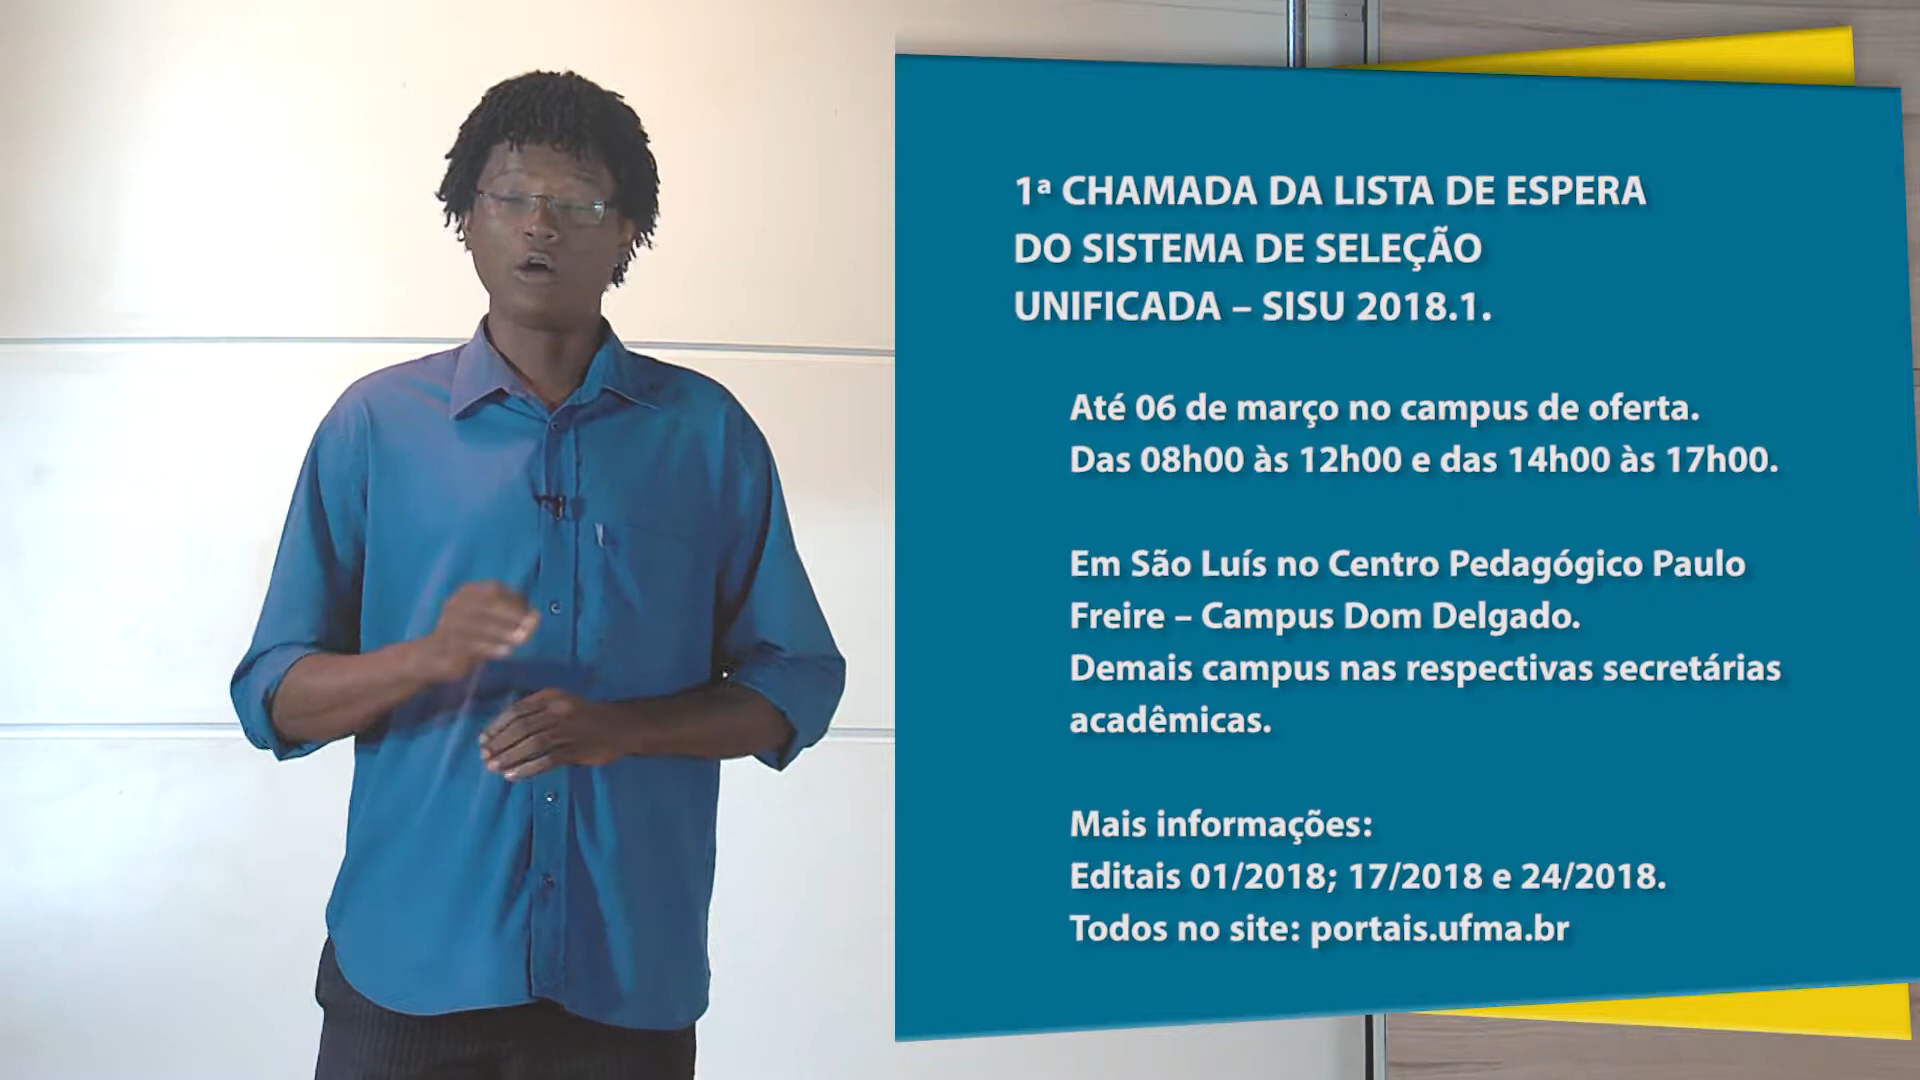 1ª CHAMADA DA LISTA DE ESPERA
DO SISTEMA DE SELEÇÃO
UNIFICADA – SISU 2018.1.
Até 06 de março no campus de oferta.
Das 08h00 às 12h00 e das 14h00 às 17h00.
Em São Luís no Centro Pedagógico Paulo
Freire – Campus Dom Delgado.
Demais campus nas respectivas secretárias
acadêmicas.
Mais informações:
Editais 01/2018; 17/2018 e 24/2018.
Todos no site: portais.ufma.br